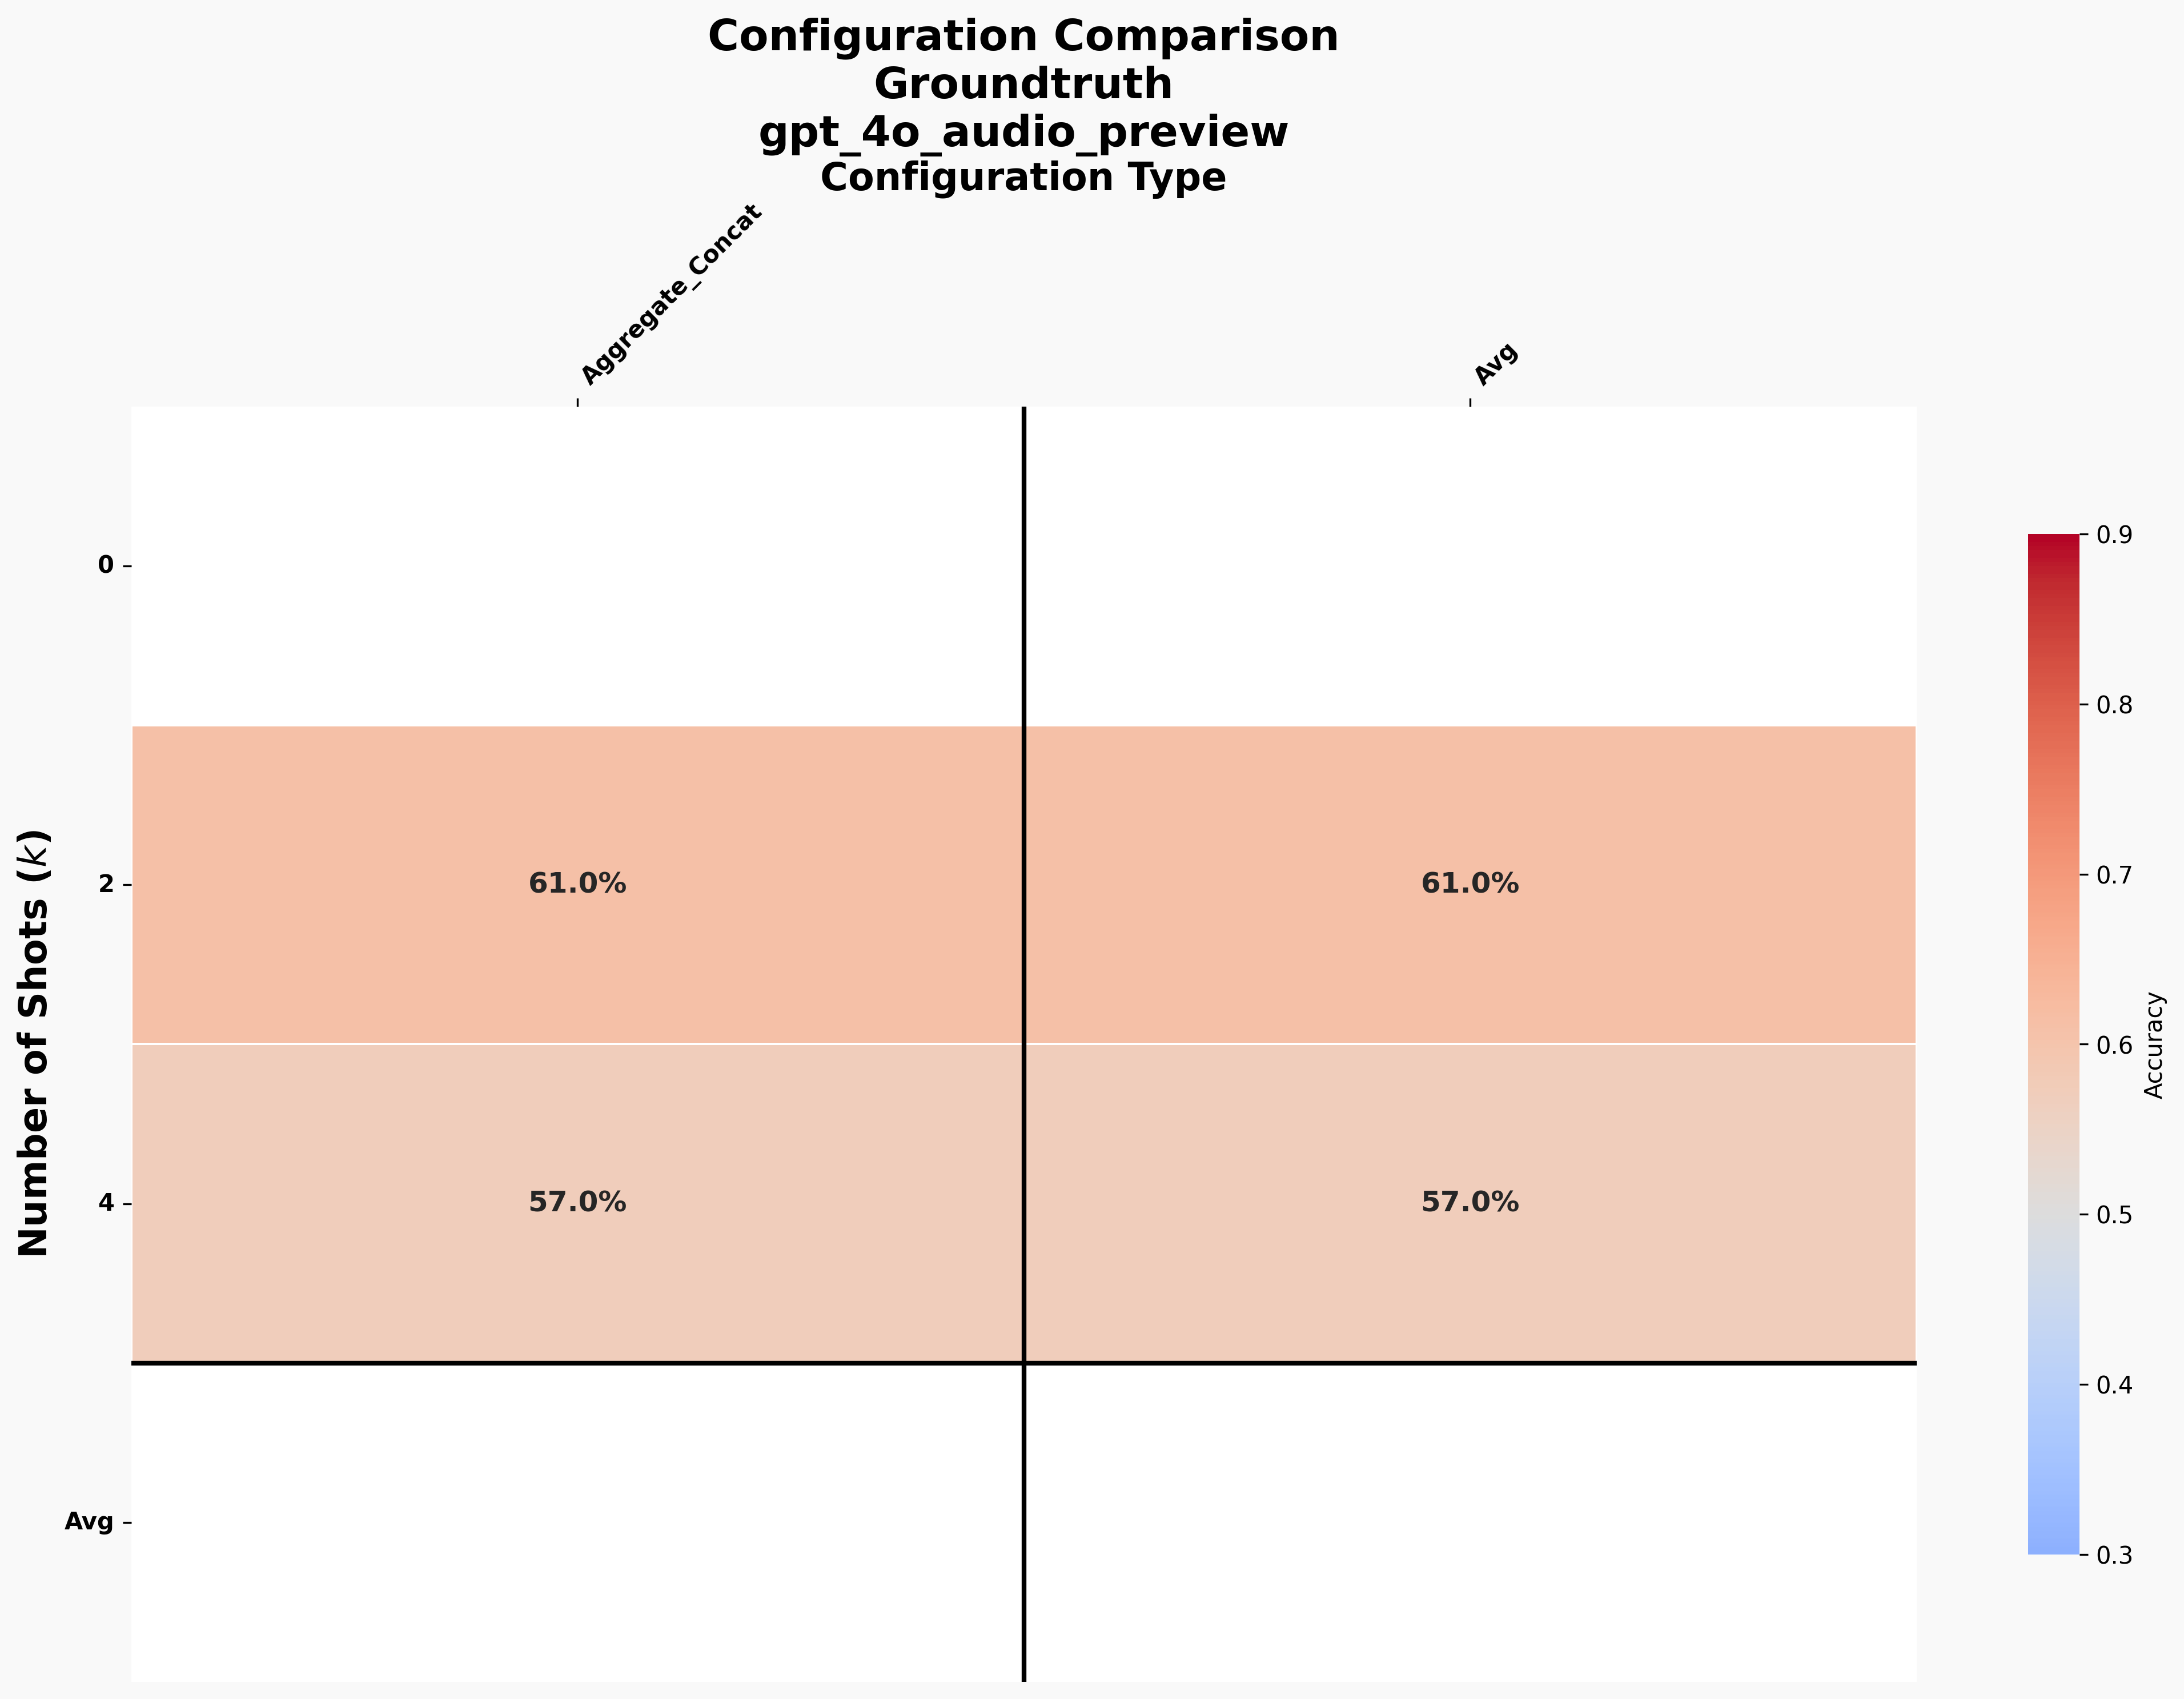 Configuration Comparison
Groundtruth
gpt_4o_audio_preview
Configuration Type
Aggregate_Concat
Avg
Number of Shots (k)
0
2
61.0%
61.0%
4
57.0%
57.0%
Avg
0.9
0.8
0.7
0.6
0.5
0.4
0.3
Accuracy